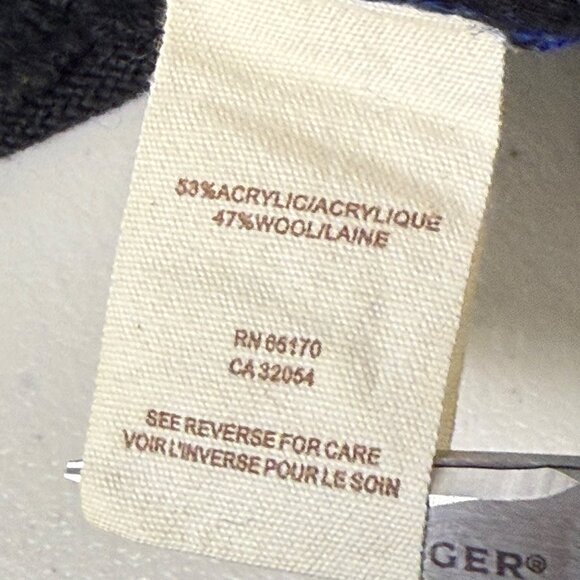 53%ACRYLIC/ACRYLIQUE
47%WOOL/LAINE
RN 65170
CA 32054
SEE REVERSE FOR CARE
VOIR L'INVERSE POUR LE SOIN
GER®